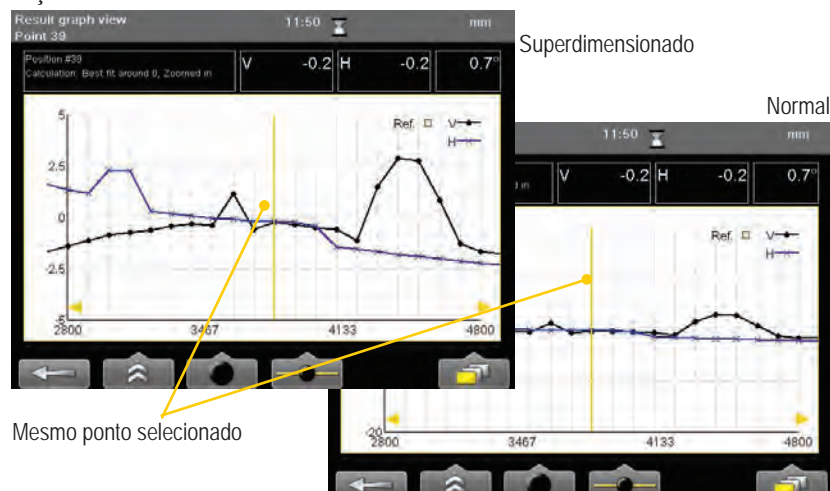 Result graph view
11:50
mm
Point 39
Superdimensionado
Position #39
Calculation: Best fit around 0, Zoomed in
V -0.2 H -0.2 0.7°
5
2.5
0
-2.5
-5
Ref. V
H
2800 3467 4133 4800
Mesmo ponto selecionado
Normal
11:50
mm
d in
V -0.2 H -0.2 0.7°
Ref. V
H
-20
2800 3467 4133 4800